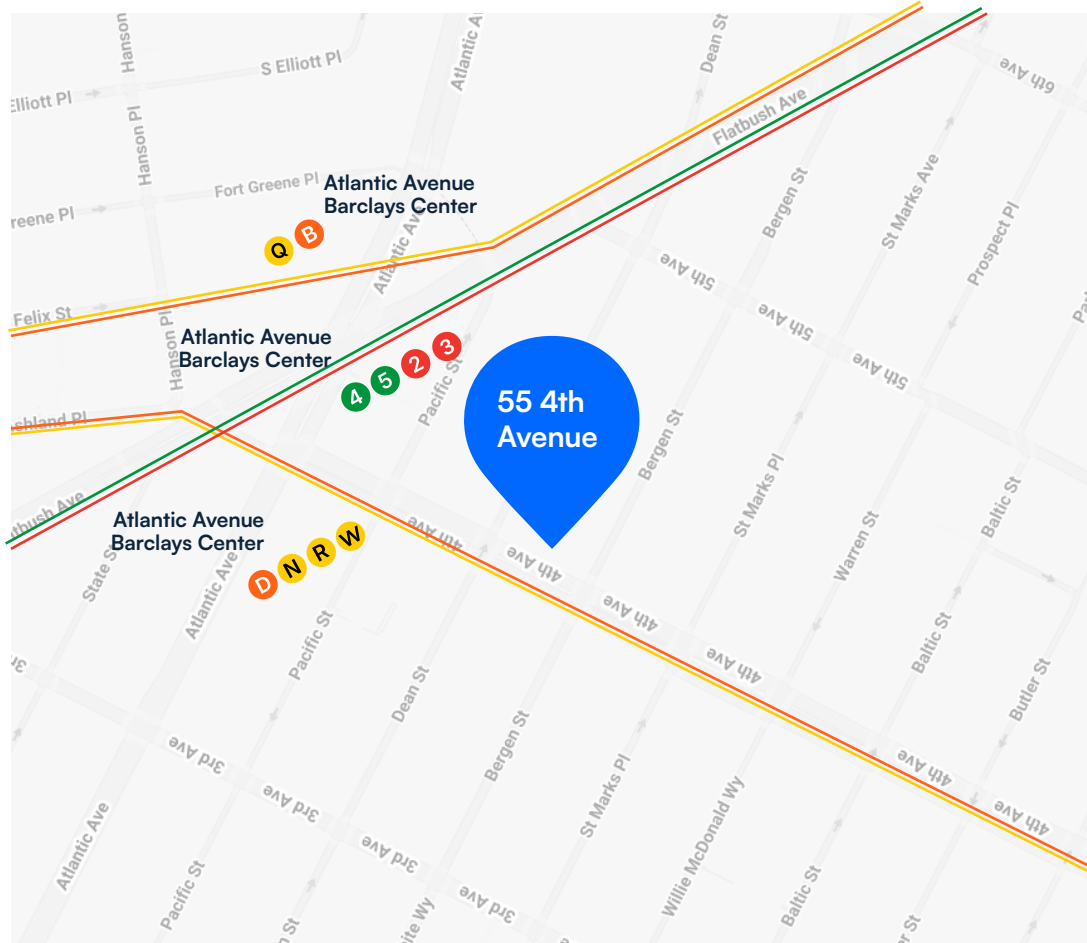 Hanson
S Elliott Pl
Elliott Pl
Hanson Pl
Atlantic A
Dean St
6th Ave
Flatbush Ave
Fort Greene Pl
reene Pl
Atlantic Avenue
Barclays Center
Q B
Atlantic Av
Bergen St
St Marks Ave
Prospect Pl
5th Ave
5th Ave
5th Ave
Felix St
Hanson Pl
Atlantic Avenue
Barclays Center
4 5 2 3
Pacific St
55 4th
Avenue
Bergen St
St Marks Pl
Baltic St
shland Pl
tbush Ave
Atlantic Avenue
Barclays Center
D N R W
State S
Atlantic Ave
4th Ave
4th Ave
4th Ave
4th Ave
4th Ave
4th Ave
Warren St
Baltic St
Butler St
Pacific St
Dean St
Bergen St
St Marks Pl
Willie McDonald Wy
Baltic St
3rd
3rd Ave
3rd Ave
3rd Ave
3rd Ave
Atlantic Ave
Pacific St
n St
ite Wy
er St